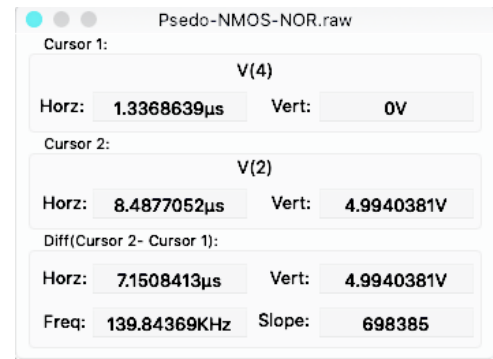 Psedo-NMOS-NOR.raw
Cursor 1:
V(4)
Horz: 1.3368639µs Vert: 0V
Cursor 2:
V(2)
Horz: 8.4877052µs Vert: 4.9940381V
Diff(Cursor 2- Cursor 1):
Horz: 7.1508413µs Vert: 4.9940381V
Freq: 139.84369KHz Slope: 698385